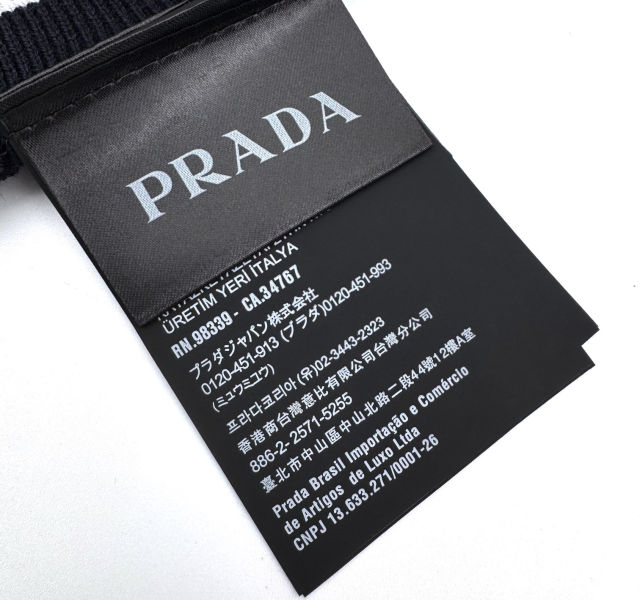 PRADA
ÜRETİM YERİ İTALYA
RN.98339 - CA.34767
プラダジャパン株式会社
0120-451-913 (プラダ)0120-451-993
(ミュウミュウ)
프라다코리아 (유)02-3443-2323
香港商台灣意比有限公司台灣分公司
886-2-2571-5255
臺北市中山區中山北路二段44號12樓A室
Prada Brasil Importação e Comércio
de Artigos de Luxo Ltda
CNPJ 13.633.271/0001-26